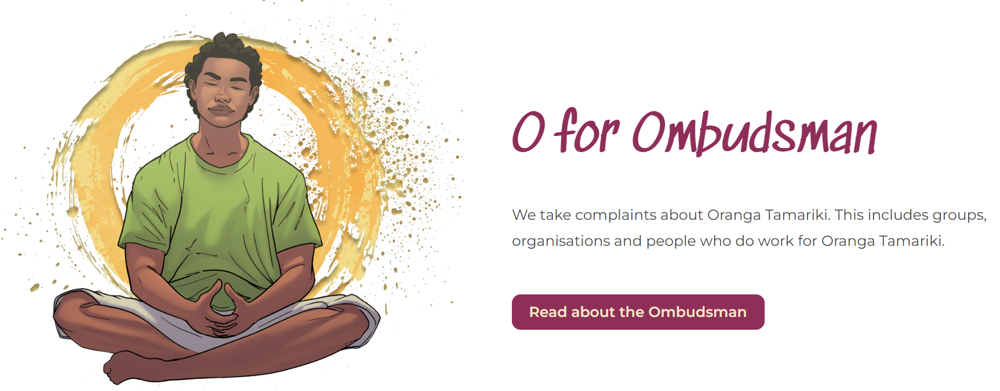 O for Ombudsman
We take complaints about Oranga Tamariki. This includes groups,
organisations and people who do work for Oranga Tamariki.
Read about the Ombudsman